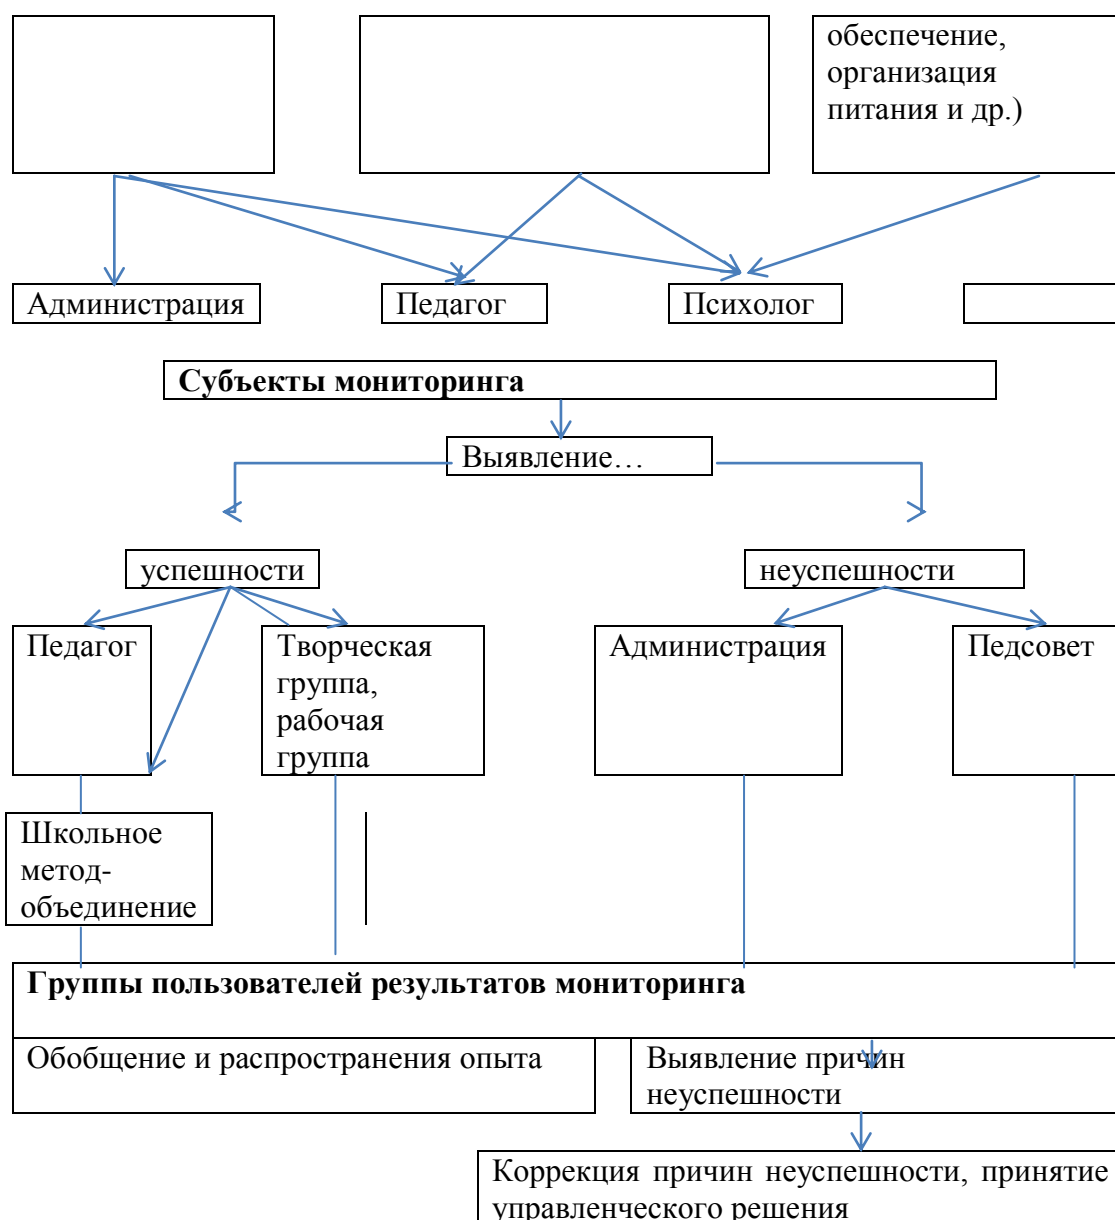 обеспечение,
организация
питания и др.)
Администрация
Педагог
Психолог
Субъекты мониторинга
Выявление…
успешности
неуспешности
Педагог
Творческая
группа,
рабочая
группа
Администрация
Педсовет
Школьное
метод-
объединение
Группы пользователей результатов мониторинга
Обобщение и распространения опыта
Выявление причин
неуспешности
Коррекция причин неуспешности, принятие
управленческого решения